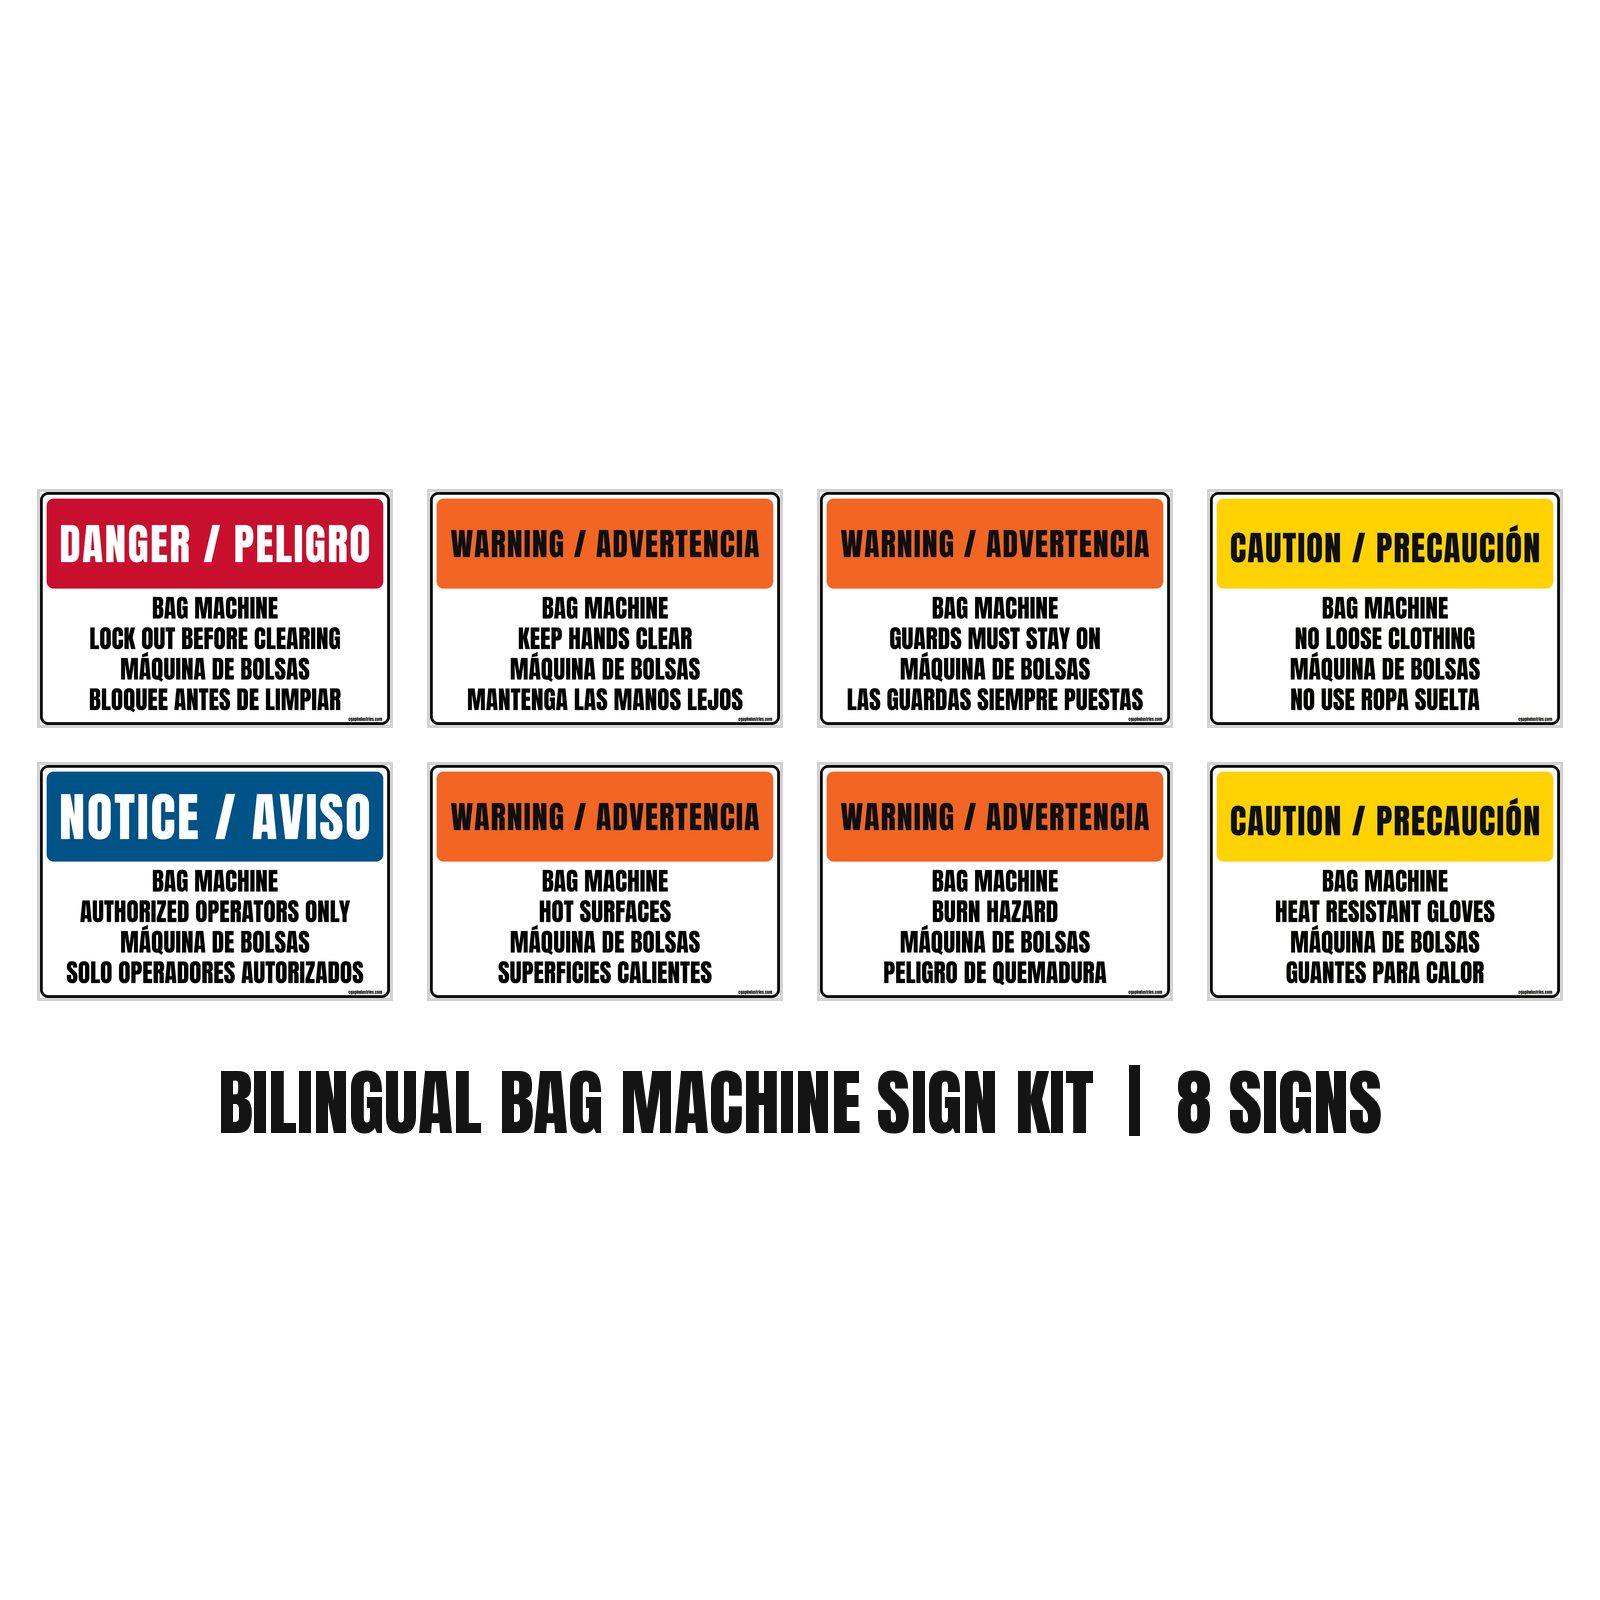 DANGER / PELIGRO
BAG MACHINE
LOCK OUT BEFORE CLEARING
MÁQUINA DE BOLSAS
BLOQUEE ANTES DE LIMPIAR
WARNING / ADVERTENCIA
BAG MACHINE
KEEP HANDS CLEAR
MÁQUINA DE BOLSAS
MANTENGA LAS MANOS LEJOS
WARNING / ADVERTENCIA
BAG MACHINE
GUARDS MUST STAY ON
MÁQUINA DE BOLSAS
LAS GUARDAS SIEMPRE PUESTAS
CAUTION / PRECAUCIÓN
BAG MACHINE
NO LOOSE CLOTHING
MÁQUINA DE BOLSAS
NO USE ROPA SUELTA
NOTICE / AVISO
BAG MACHINE
AUTHORIZED OPERATORS ONLY
MÁQUINA DE BOLSAS
SOLO OPERADORES AUTORIZADOS
WARNING / ADVERTENCIA
BAG MACHINE
HOT SURFACES
MÁQUINA DE BOLSAS
SUPERFICIES CALIENTES
WARNING / ADVERTENCIA
BAG MACHINE
BURN HAZARD
MÁQUINA DE BOLSAS
PELIGRO DE QUEMADURA
CAUTION / PRECAUCIÓN
BAG MACHINE
HEAT RESISTANT GLOVES
MÁQUINA DE BOLSAS
GUANTES PARA CALOR
BILINGUAL BAG MACHINE SIGN KIT | 8 SIGNS